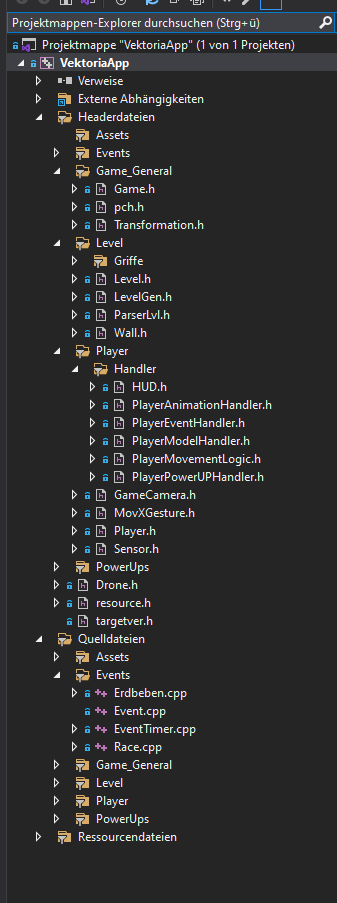 Projektmappen-Explorer durchsuchen (Strg+ü)
Projektmappe "VektoriaApp" (1 von 1 Projekten)
VektoriaApp
Verweise
Externe Abhängigkeiten
Headerdateien
Assets
Events
Game_General
Game.h
pch.h
Transformation.h
Level
Griffe
Level.h
LevelGen.h
ParserLvl.h
Wall.h
Player
Handler
HUD.h
PlayerAnimationHandler.h
PlayerEventHandler.h
PlayerModelHandler.h
PlayerMovementLogic.h
PlayerPowerUPHandler.h
GameCamera.h
MovXGesture.h
Player.h
Sensor.h
PowerUps
Drone.h
resource.h
targetver.h
Quelldateien
Assets
Events
Erdbeben.cpp
Event.cpp
EventTimer.cpp
Race.cpp
Game_General
Level
Player
PowerUps
Ressourcendateien